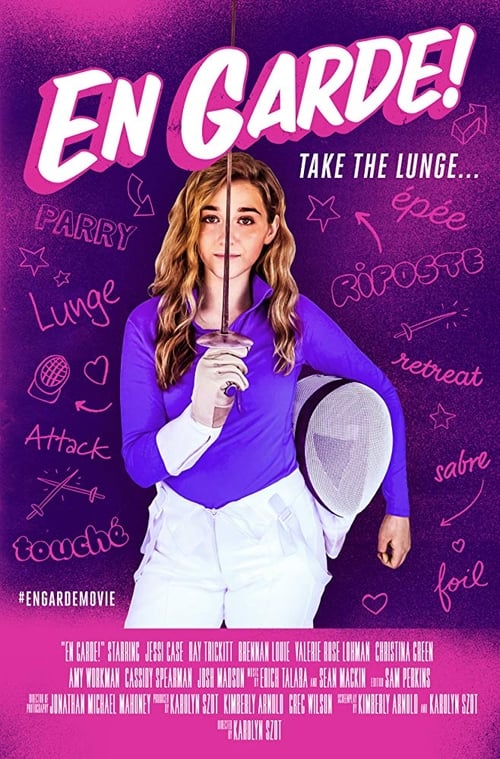 EN GARDE!
TAKE THE LUNGE...
PARRY
épée
RIPOSTE
Lunge
retreat
Attack
sabre
touché
foil
#ENGARDEMOVIE
"EN GARDE!" STARRING JESSI CASE RAY TRICKITT BRENNAN LOUIE VALERIE ROSE LOHMAN CHRISTINA GREEN
AMY WORKMAN CASSIDY SPEARMAN JOSH MADSON MUSIC BY ERICH TALABA AND SEAN MACKIN EDITOR SAM PERKINS
DIRECTOR OF PHOTOGRAPHY JONATHAN MICHAEL MAHONEY PRODUCED BY KAROLYN SZOT KIMBERLY ARNOLD GREG WILSON SCREENPLAY BY KIMBERLY ARNOLD AND KAROLYN SZOT
DIRECTED BY KAROLYN SZOT